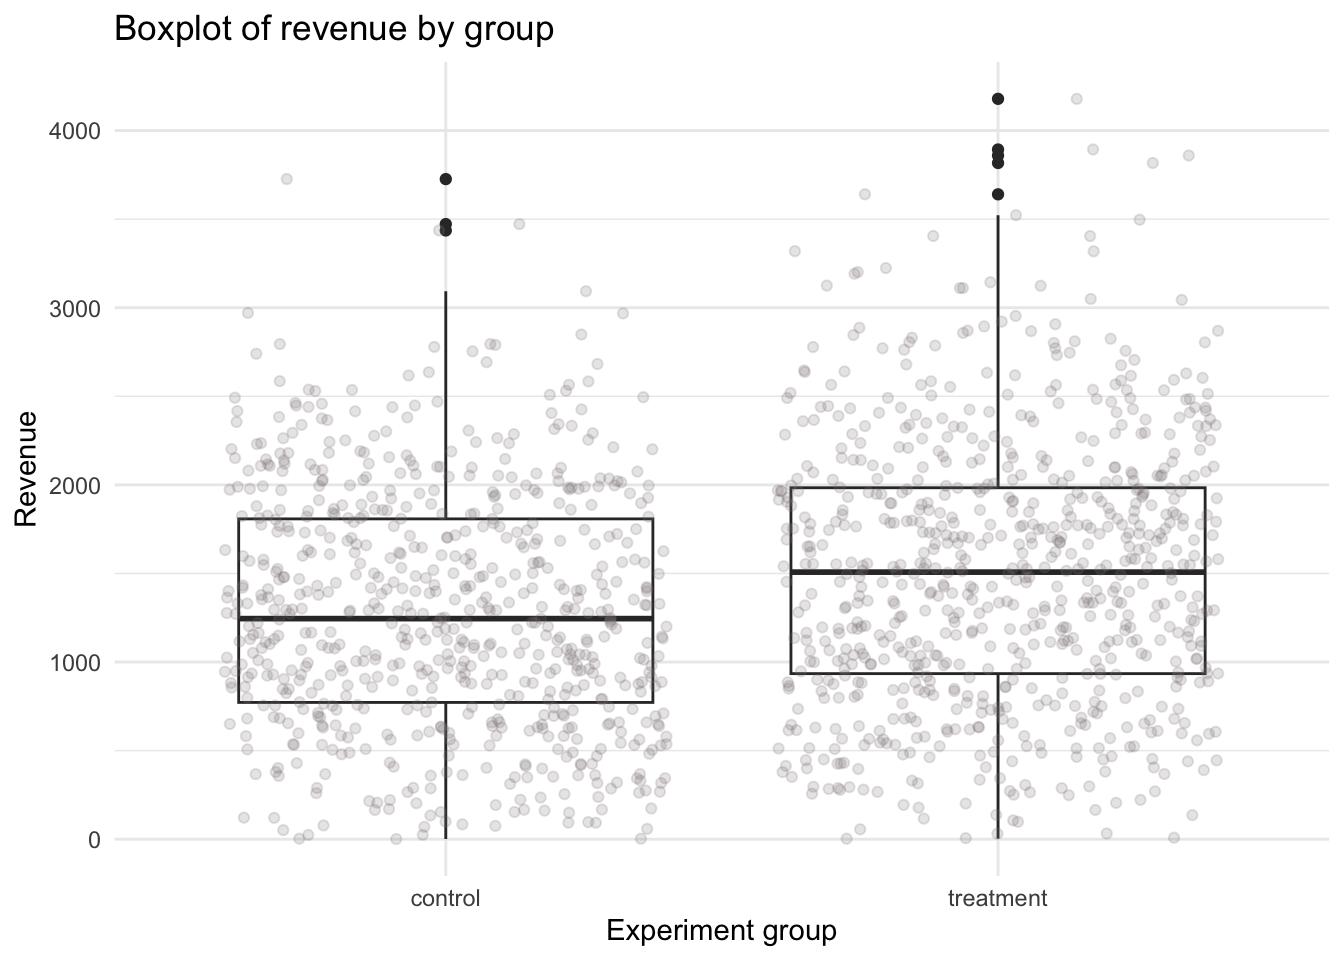 Boxplot of revenue by group
4000
3000
2000
1000
0
Revenue
control treatment
Experiment group